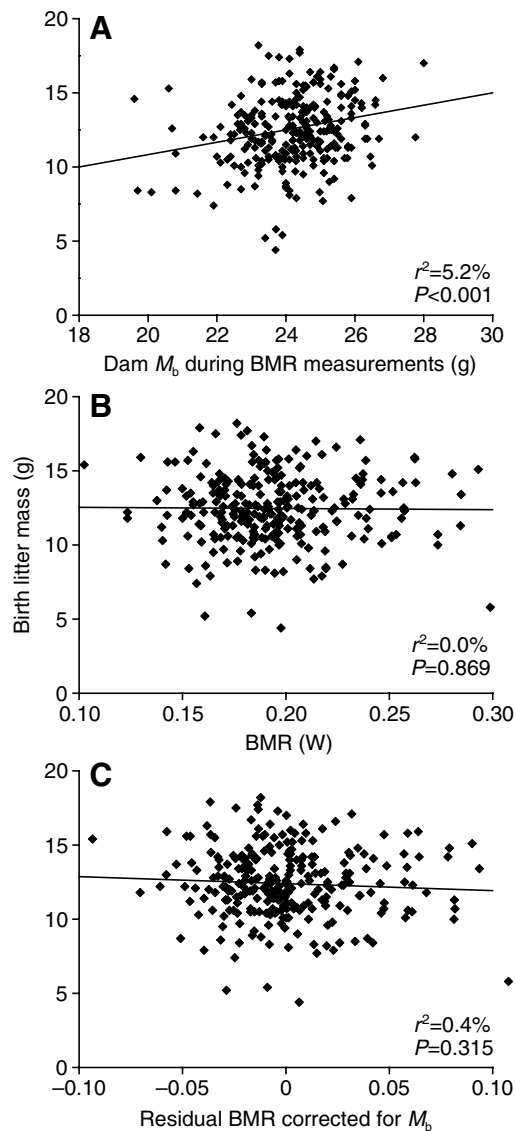 A
20
15
10
5
0
r²=5.2%
P<0.001
18 20 22 24 26 28 30
Dam Mb during BMR measurements (g)
B
20
15
10
5
0
Birth litter mass (g)
r²=0.0%
P=0.869
0.10 0.15 0.20 0.25 0.30
BMR (W)
C
20
15
10
5
0
r²=0.4%
P=0.315
−0.10 −0.05 0 0.05 0.10
Residual BMR corrected for Mb